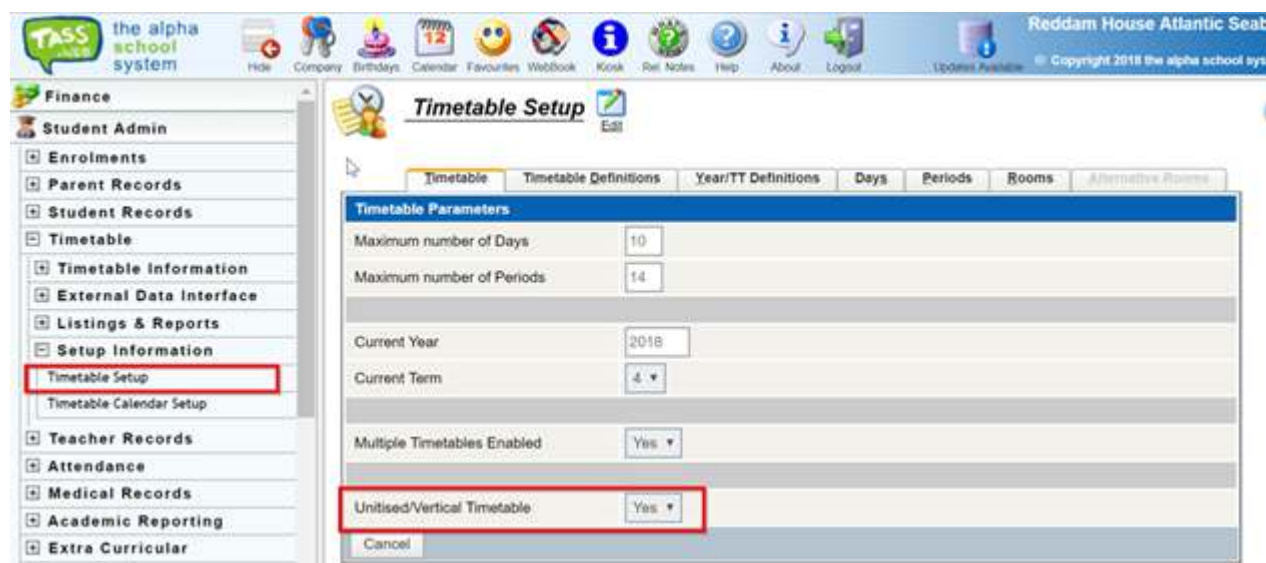 TASS
.web
the alpha
school
system
Hide
Company
Birthdays
12
Calendar
Favourites
WebBook
Kiosk
Rel. Notes
Help
About
Logout
Updates Available
Reddam House Atlantic Seab
Copyright 2018 the alpha school sys
Finance
Student Admin
Enrolments
Parent Records
Student Records
Timetable
Timetable Information
External Data Interface
Listings & Reports
Setup Information
Timetable Setup
Timetable Calendar Setup
Teacher Records
Attendance
Medical Records
Academic Reporting
Extra Curricular
Timetable Setup
Edit
Timetable Timetable Definitions Year/TT Definitions Days Periods Rooms Alternative Rooms
Timetable Parameters
Maximum number of Days 10
Maximum number of Periods 14
Current Year 2018
Current Term 4
Multiple Timetables Enabled Yes
Unitised/Vertical Timetable Yes
Cancel